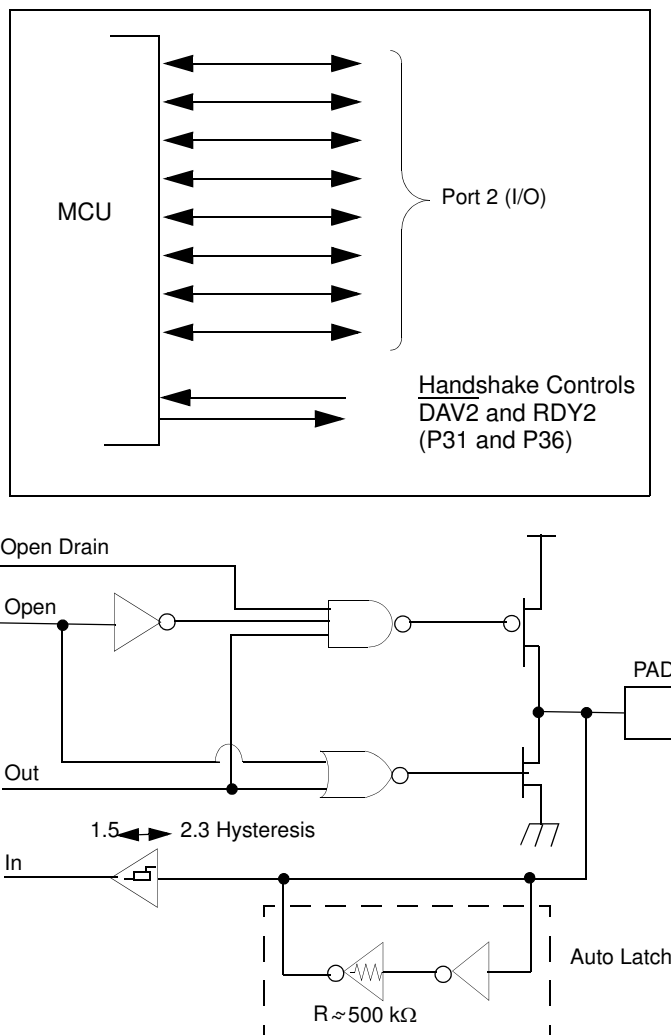 MCU
Port 2 (I/O)
Handshake Controls
D̅A̅V̅2̅ and RDY2
(P31 and P36)
Open Drain
Open
PAD
Out
1.5 2.3 Hysteresis
In
Auto Latch
R ≈ 500 kΩ